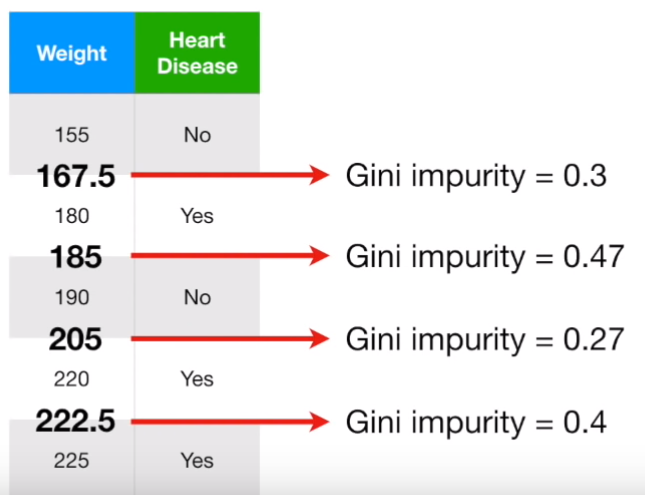 Weight Heart Disease
155 No
167.5 Gini impurity = 0.3
180 Yes
185 Gini impurity = 0.47
190 No
205 Gini impurity = 0.27
220 Yes
222.5 Gini impurity = 0.4
225 Yes